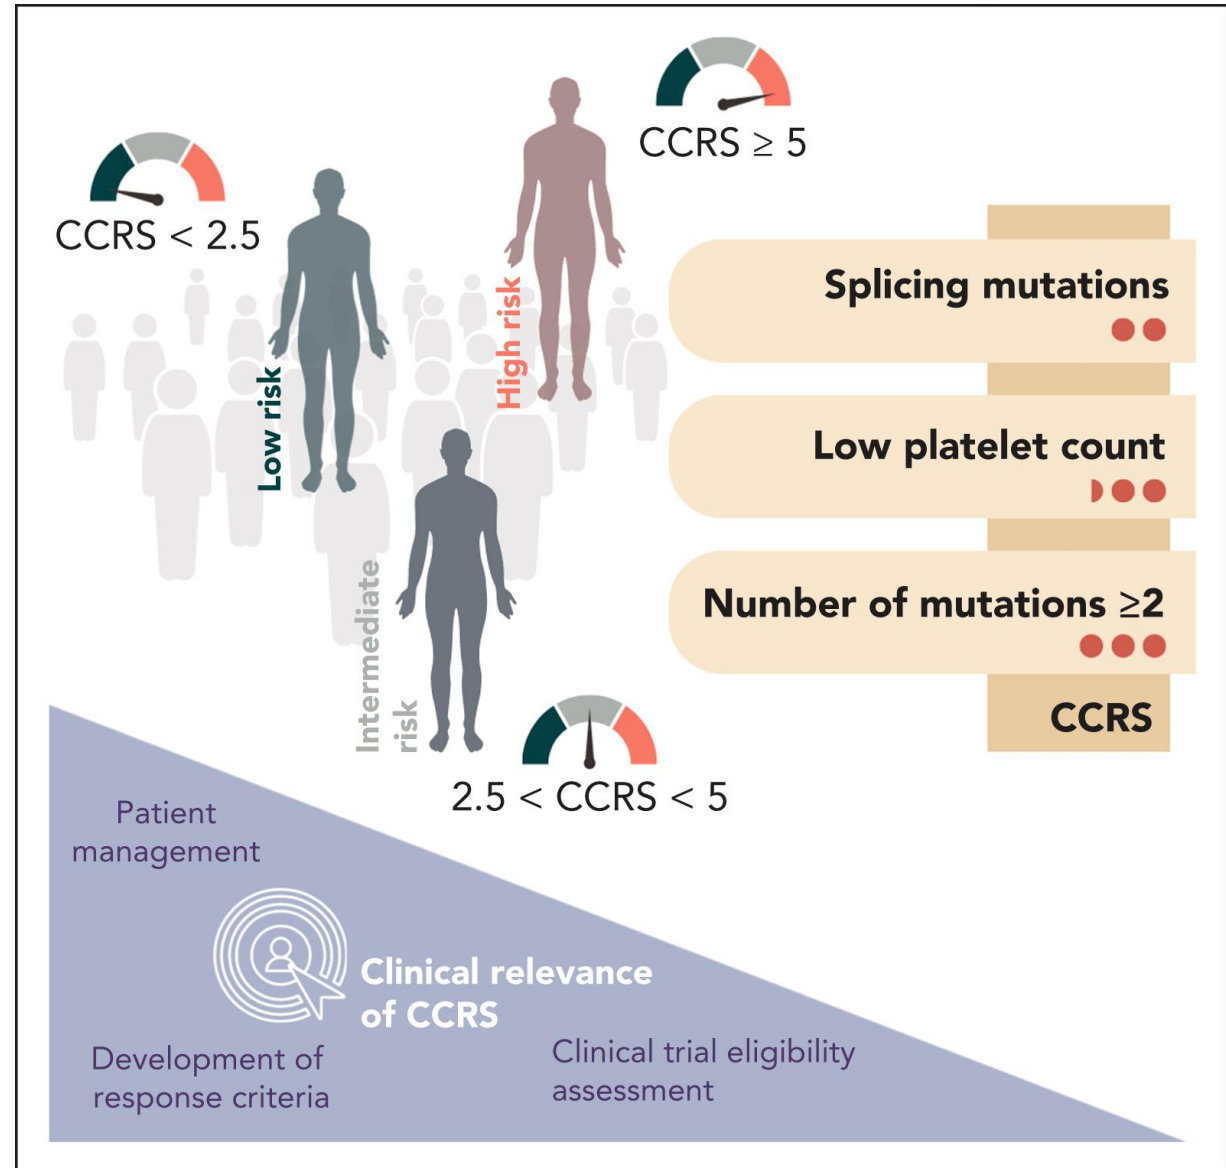 CCRS ≥ 5
CCRS < 2.5
High risk
Low risk
Intermediate
risk
2.5 < CCRS < 5
Splicing mutations
Low platelet count
Number of mutations ≥2
CCRS
Patient
management
Clinical relevance
of CCRS
Development of
response criteria
Clinical trial eligibility
assessment